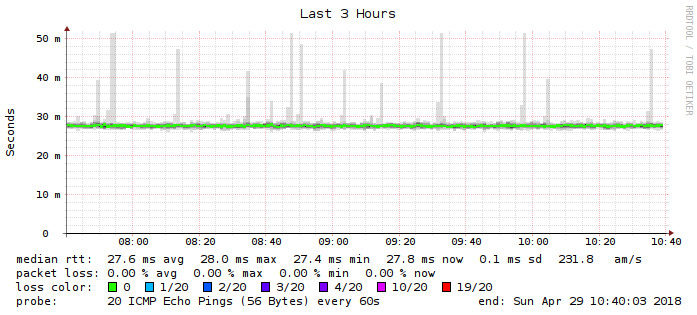 Last 3 Hours
RRDTOOL / TOBI OETIKER
Seconds
50 m
40 m
30 m
20 m
10 m
0
08:00 08:20 08:40 09:00 09:20 09:40 10:00 10:20 10:40
median rtt: 27.6 ms avg 28.0 ms max 27.4 ms min 27.8 ms now 0.1 ms sd 231.8 am/s
packet loss: 0.00 % avg 0.00 % max 0.00 % min 0.00 % now
loss color: 0 1/20 2/20 3/20 4/20 10/20 19/20
probe: 20 ICMP Echo Pings (56 Bytes) every 60s end: Sun Apr 29 10:40:03 2018